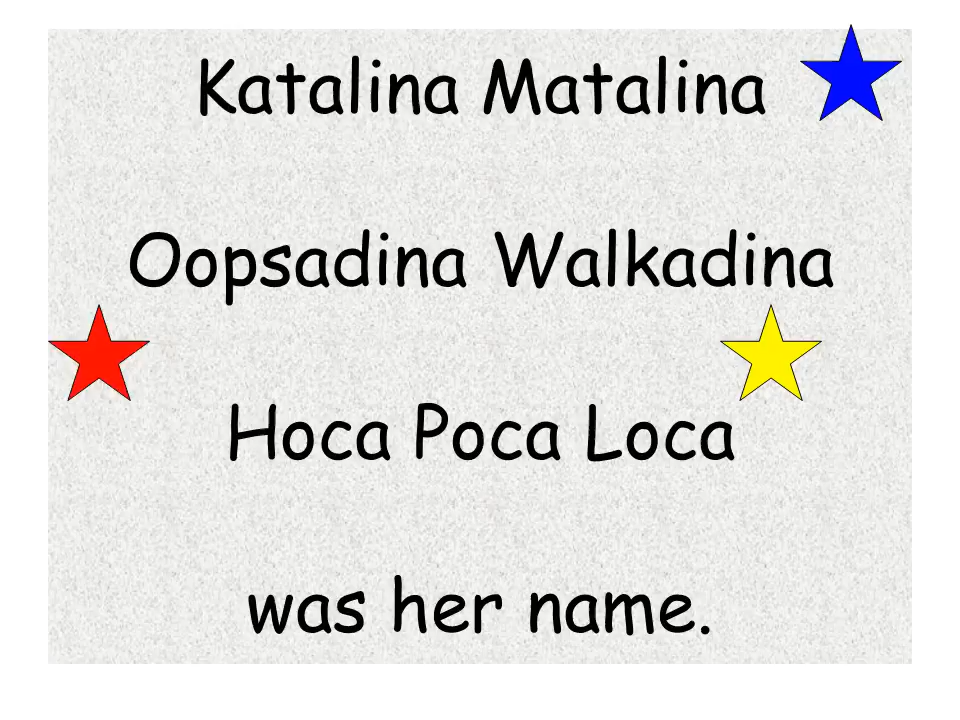 Katalina Matalina
Oopsadina Walkadina
Hoca Poca Loca
was her name.